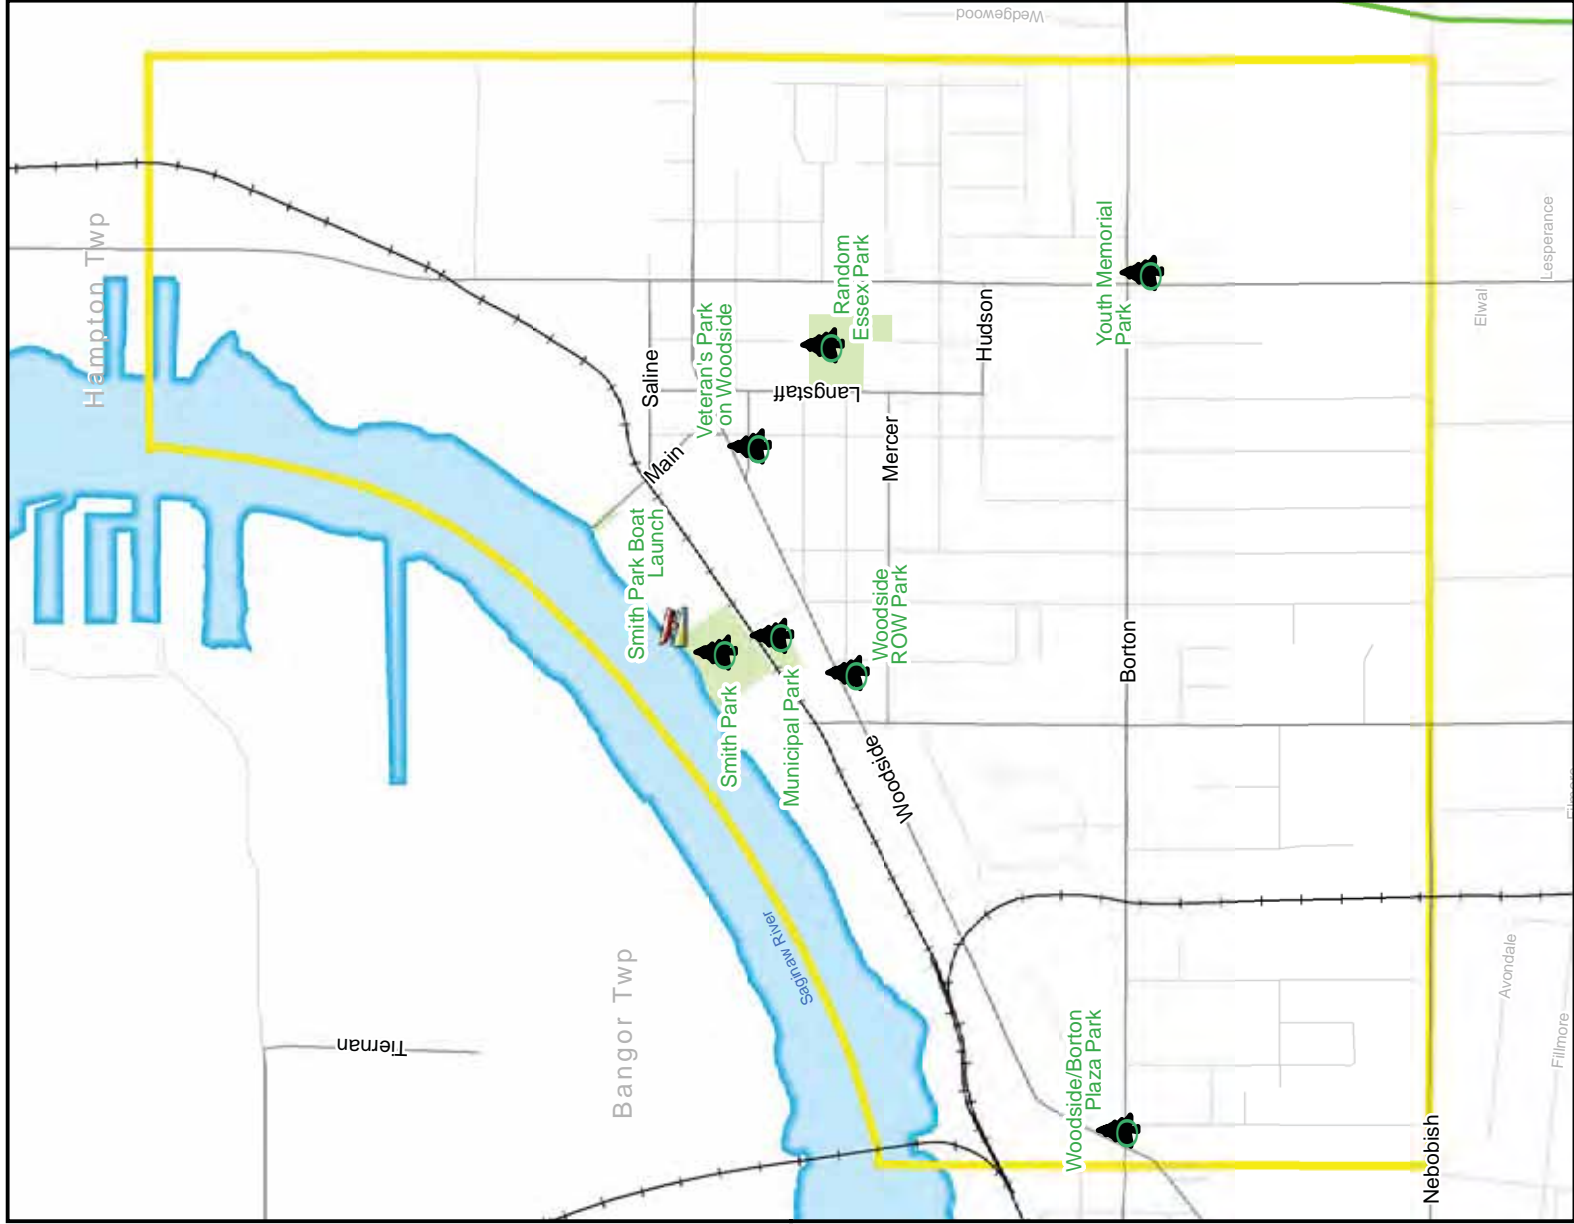 Hampton Twp
Wedgewood
Saline
Veteran's Park
on Woodside
Random
Essex Park
Langstaff
Hudson
Youth Memorial
Park
Lesperance
Elwal
Main
Mercer
Smith Park Boat
Launch
Smith Park
Municipal Park
Woodside
ROW Park
Woodside
Borton
Saginaw River
Bangor Twp
Tiernan
Woodside/Borton
Plaza Park
Nebobish
Avondale
Fillmore